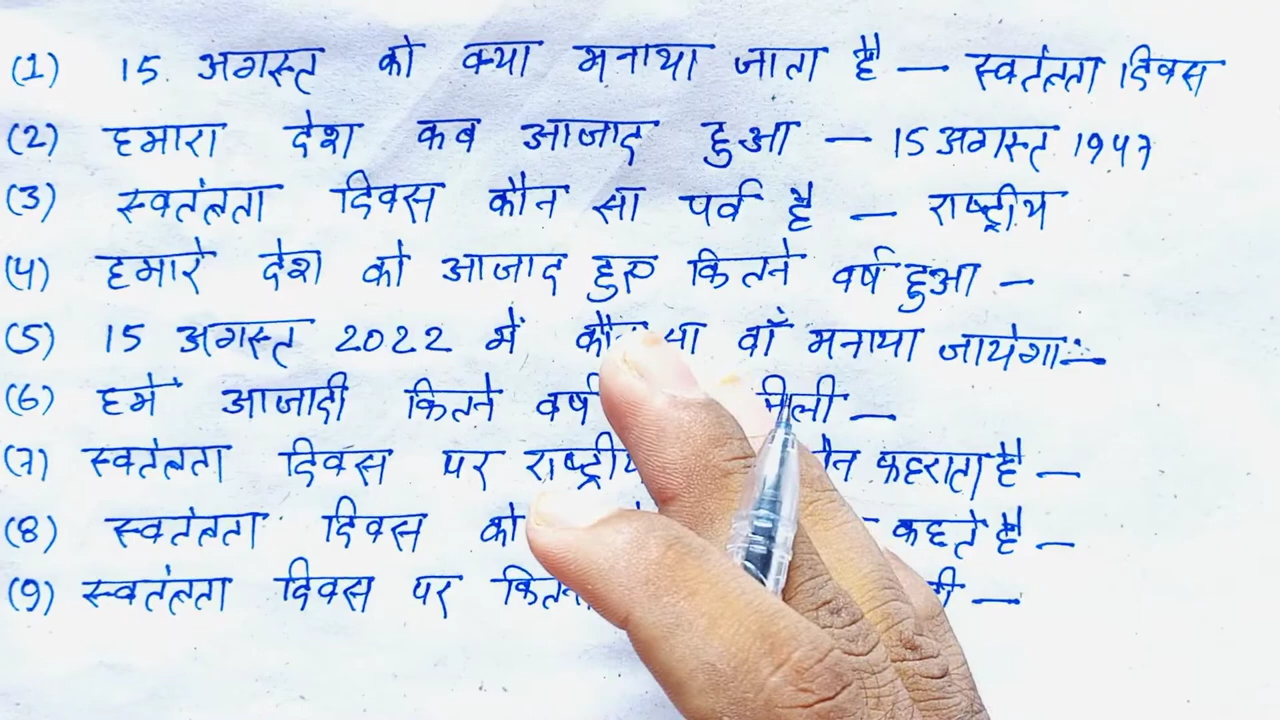 (1) 15 अगस्त को क्या मनाया जाता है — स्वतंत्रता दिवस
(2) हमारा देश कब आजाद हुआ — 15 अगस्त 1947
(3) स्वतंत्रता दिवस कौन सा पर्व है — राष्ट्रीय
(4) हमारे देश को आजाद हुए कितने वर्ष हुआ —
(5) 15 अगस्त 2022 में वाँ मनाया जायेगा —
(6) हमें आजादी कितने वर्ष मिली —
(7) स्वतंत्रता दिवस पर राष्ट्रीय फहराता है —
(8) स्वतंत्रता दिवस को कहते है —
(9) स्वतंत्रता दिवस पर —